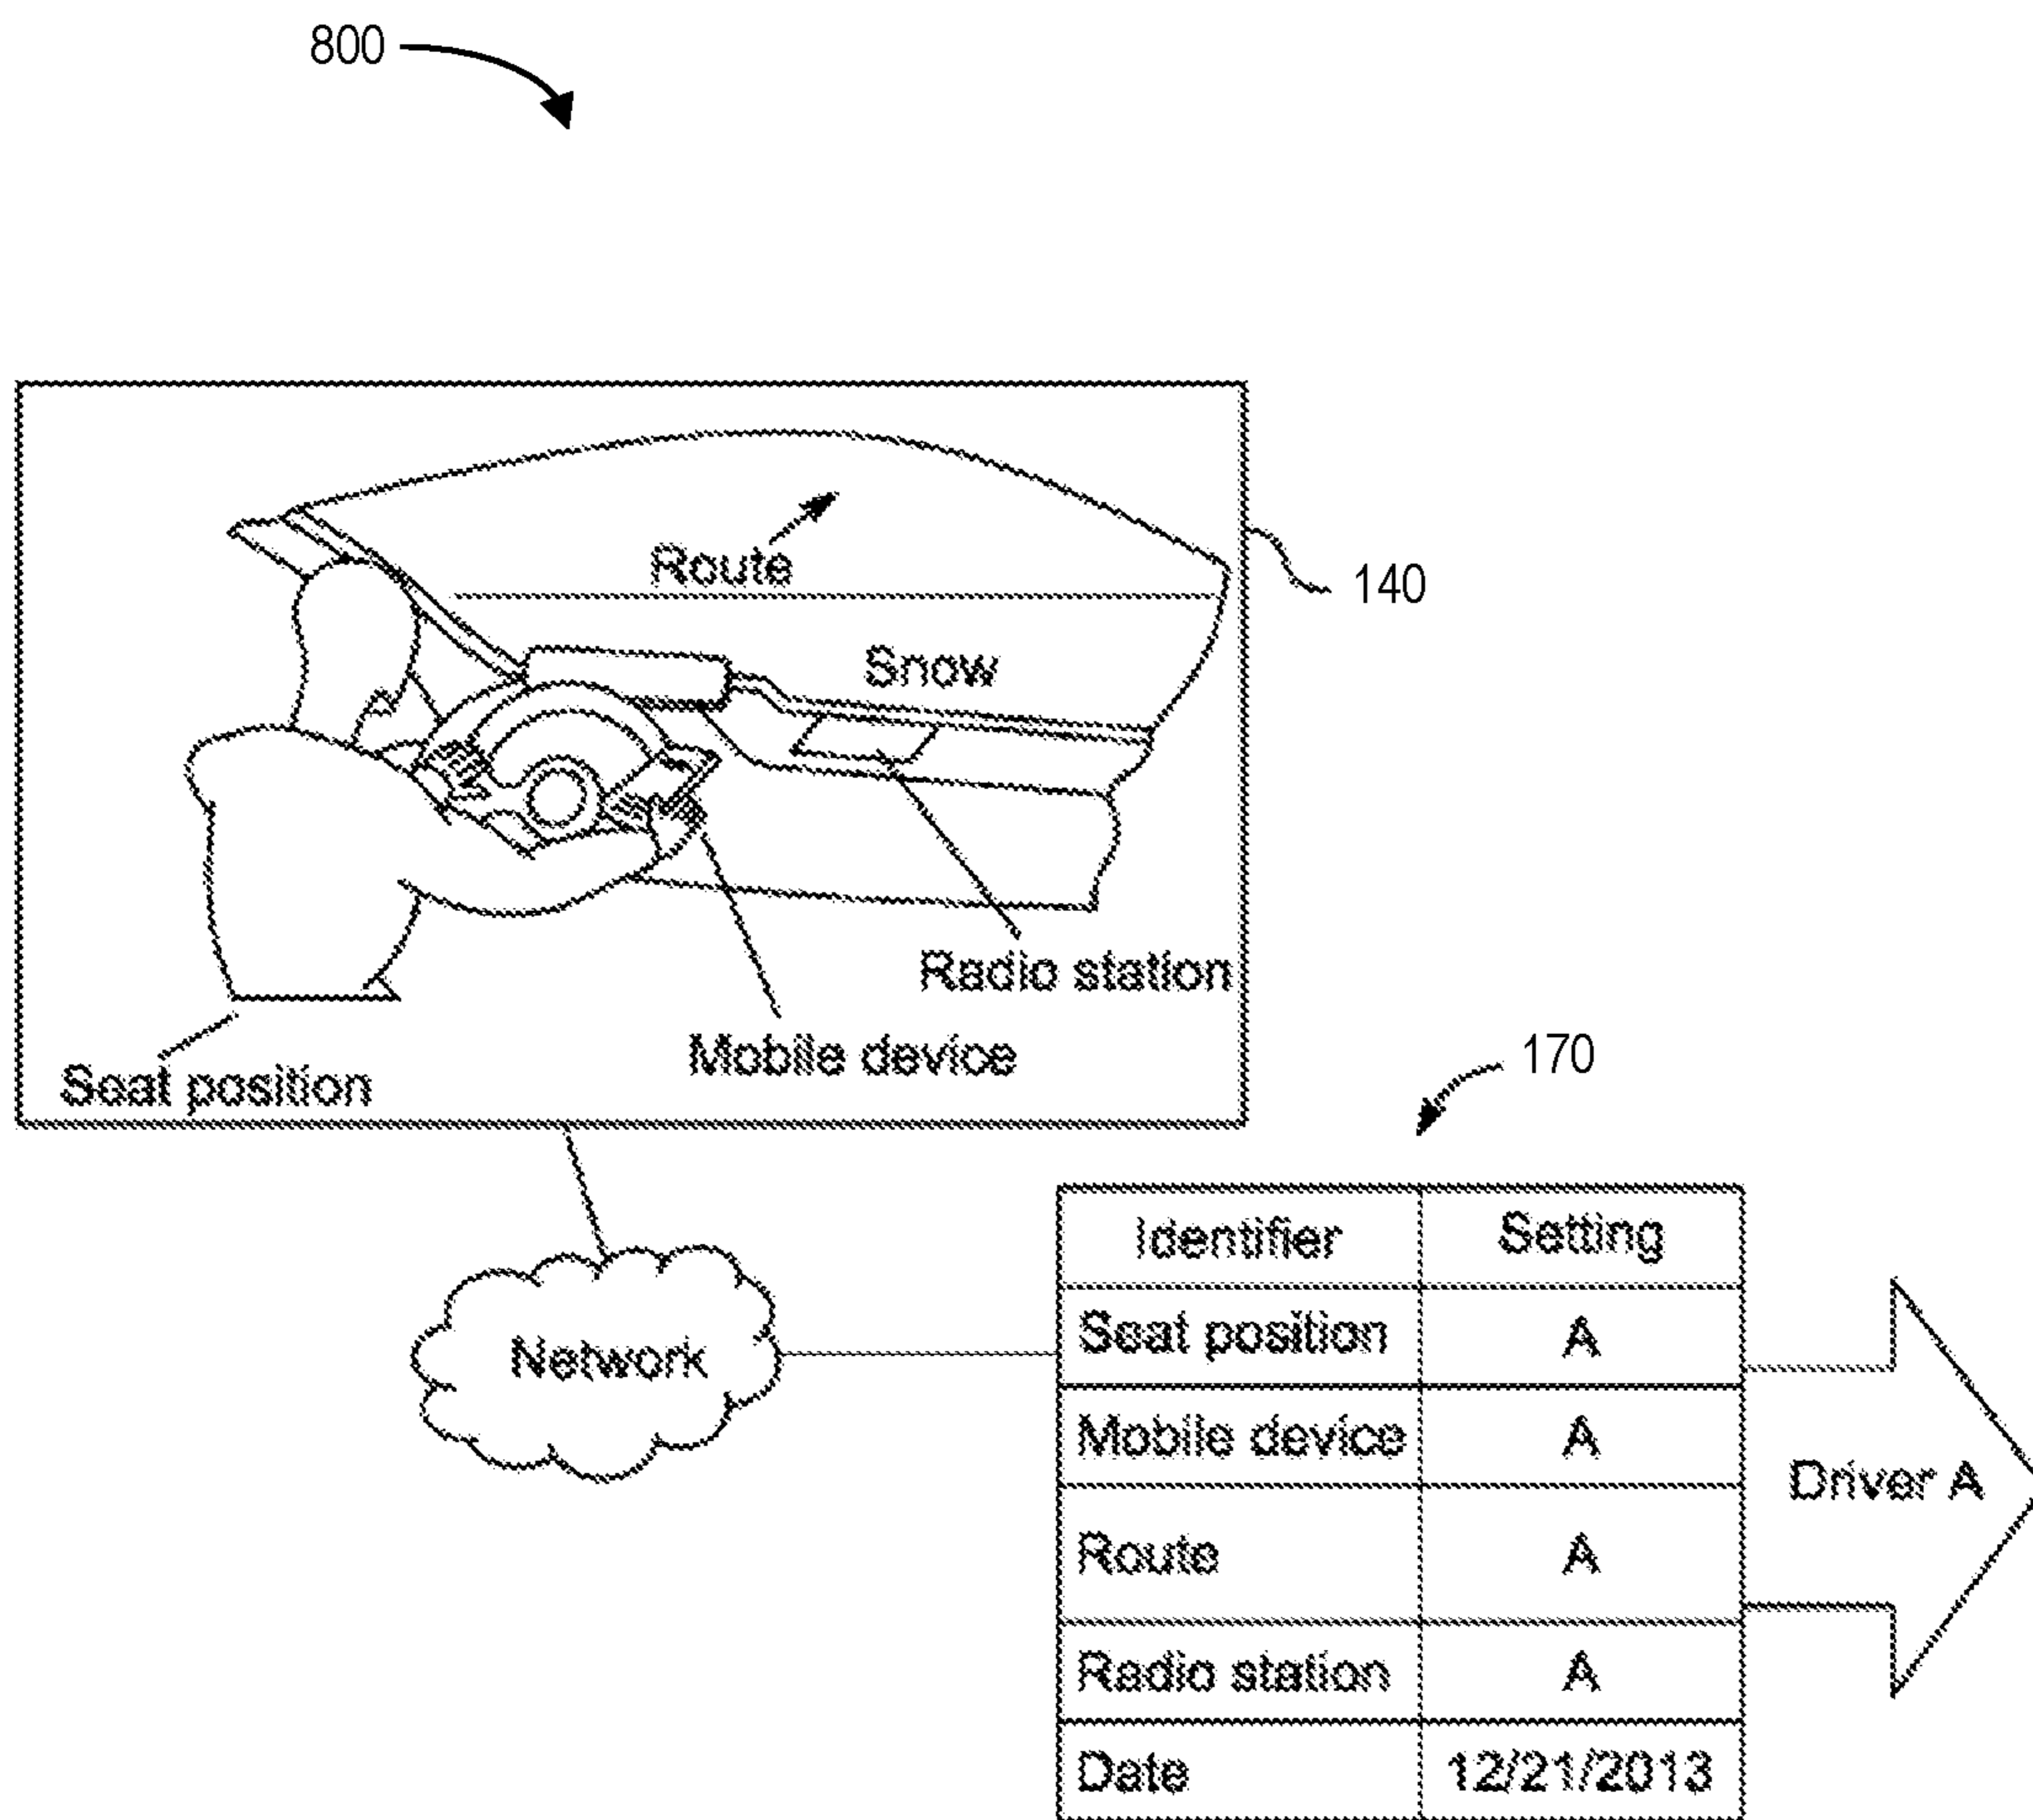 800
140
Route
Snow
Radio station
Mobile device
Seat position
170
Identifier Setting
Seat position A
Mobile device A
Route A
Radio station A
Date 12/21/2013
Network
Driver A